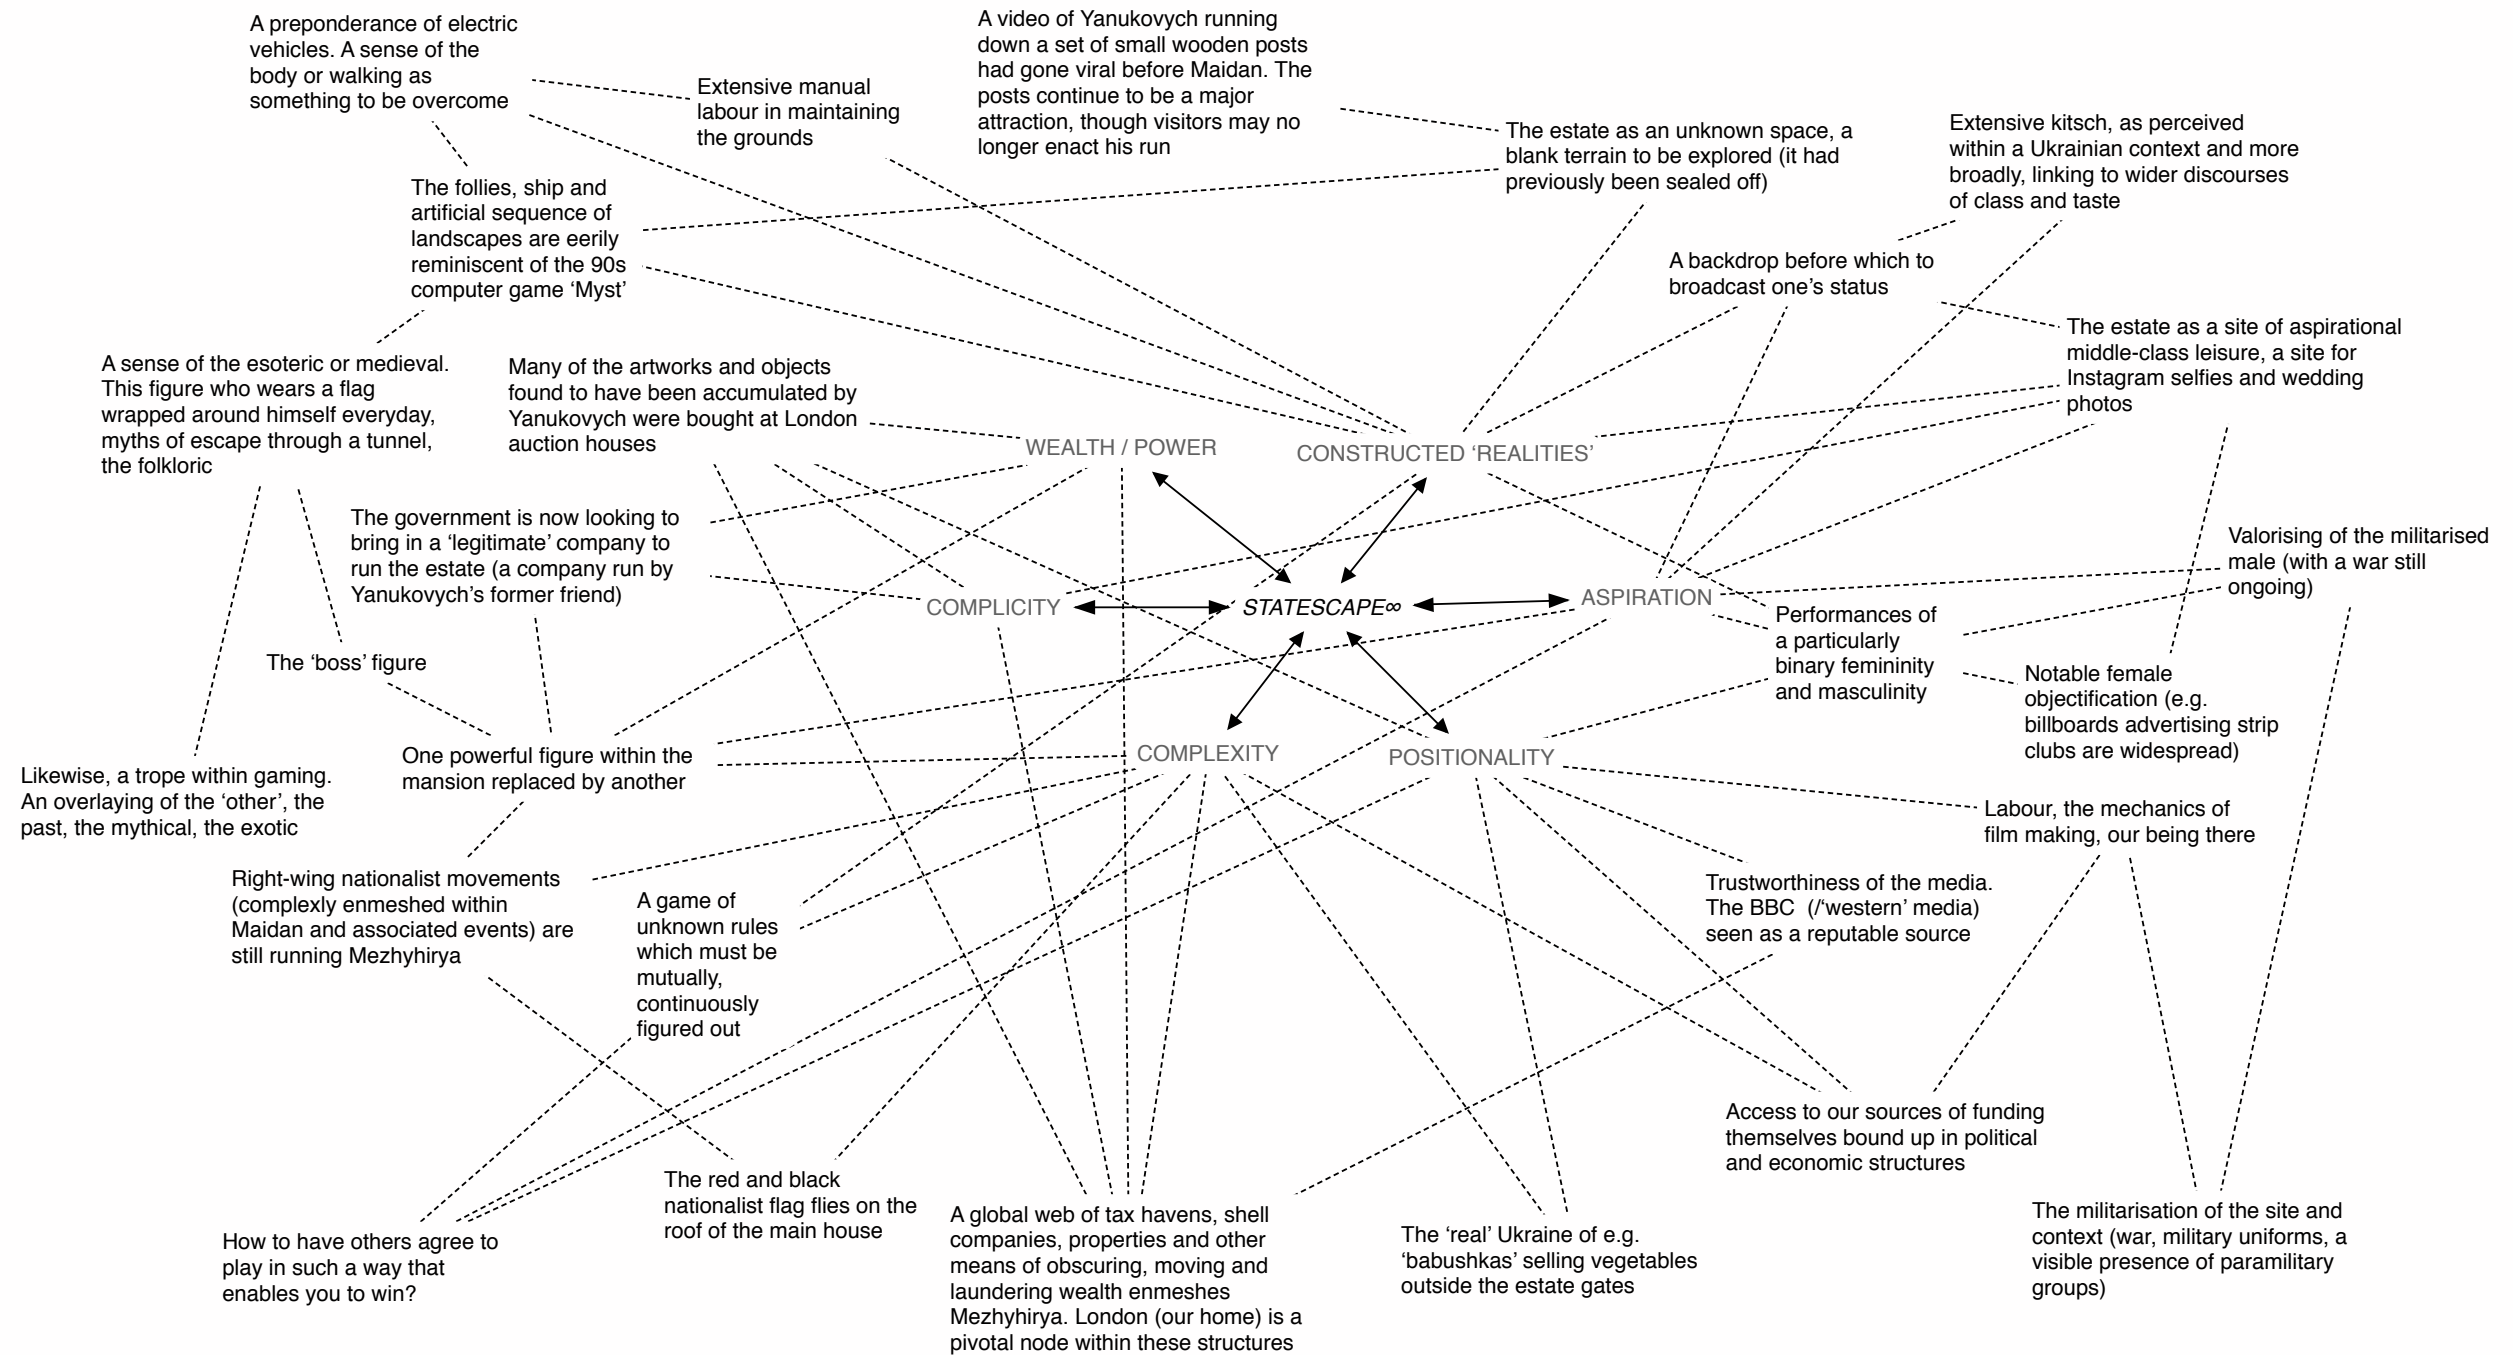 A preponderance of electric
vehicles. A sense of the
body or walking as
something to be overcome
Extensive manual
labour in maintaining
the grounds
A video of Yanukovych running
down a set of small wooden posts
had gone viral before Maidan. The
posts continue to be a major
attraction, though visitors may no
longer enact his run
The estate as an unknown space, a
blank terrain to be explored (it had
previously been sealed off)
Extensive kitsch, as perceived
within a Ukrainian context and more
broadly, linking to wider discourses
of class and taste
The follies, ship and
artificial sequence of
landscapes are eerily
reminiscent of the 90s
computer game ‘Myst’
A backdrop before which to
broadcast one’s status
The estate as a site of aspirational
middle-class leisure, a site for
Instagram selfies and wedding
photos
A sense of the esoteric or medieval.
This figure who wears a flag
wrapped around himself everyday,
myths of escape through a tunnel,
the folkloric
Many of the artworks and objects
found to have been accumulated by
Yanukovych were bought at London
auction houses
WEALTH / POWER
CONSTRUCTED ‘REALITIES’
The government is now looking to
bring in a ‘legitimate’ company to
run the estate (a company run by
Yanukovych’s former friend)
COMPLICITY
STATESCAPE∞
ASPIRATION
Valorising of the militarised
male (with a war still
ongoing)
Performances of
a particularly
binary femininity
and masculinity
The ‘boss’ figure
Notable female
objectification (e.g.
billboards advertising strip
clubs are widespread)
One powerful figure within the
mansion replaced by another
COMPLEXITY
POSITIONALITY
Likewise, a trope within gaming.
An overlaying of the ‘other’, the
past, the mythical, the exotic
Labour, the mechanics of
film making, our being there
Right-wing nationalist movements
(complexly enmeshed within
Maidan and associated events) are
still running Mezhyhirya
A game of
unknown rules
which must be
mutually,
continuously
figured out
Trustworthiness of the media.
The BBC (/‘western’ media)
seen as a reputable source
Access to our sources of funding
themselves bound up in political
and economic structures
The red and black
nationalist flag flies on the
roof of the main house
How to have others agree to
play in such a way that
enables you to win?
A global web of tax havens, shell
companies, properties and other
means of obscuring, moving and
laundering wealth enmeshes
Mezhyhirya. London (our home) is a
pivotal node within these structures
The ‘real’ Ukraine of e.g.
‘babushkas’ selling vegetables
outside the estate gates
The militarisation of the site and
context (war, military uniforms, a
visible presence of paramilitary
groups)